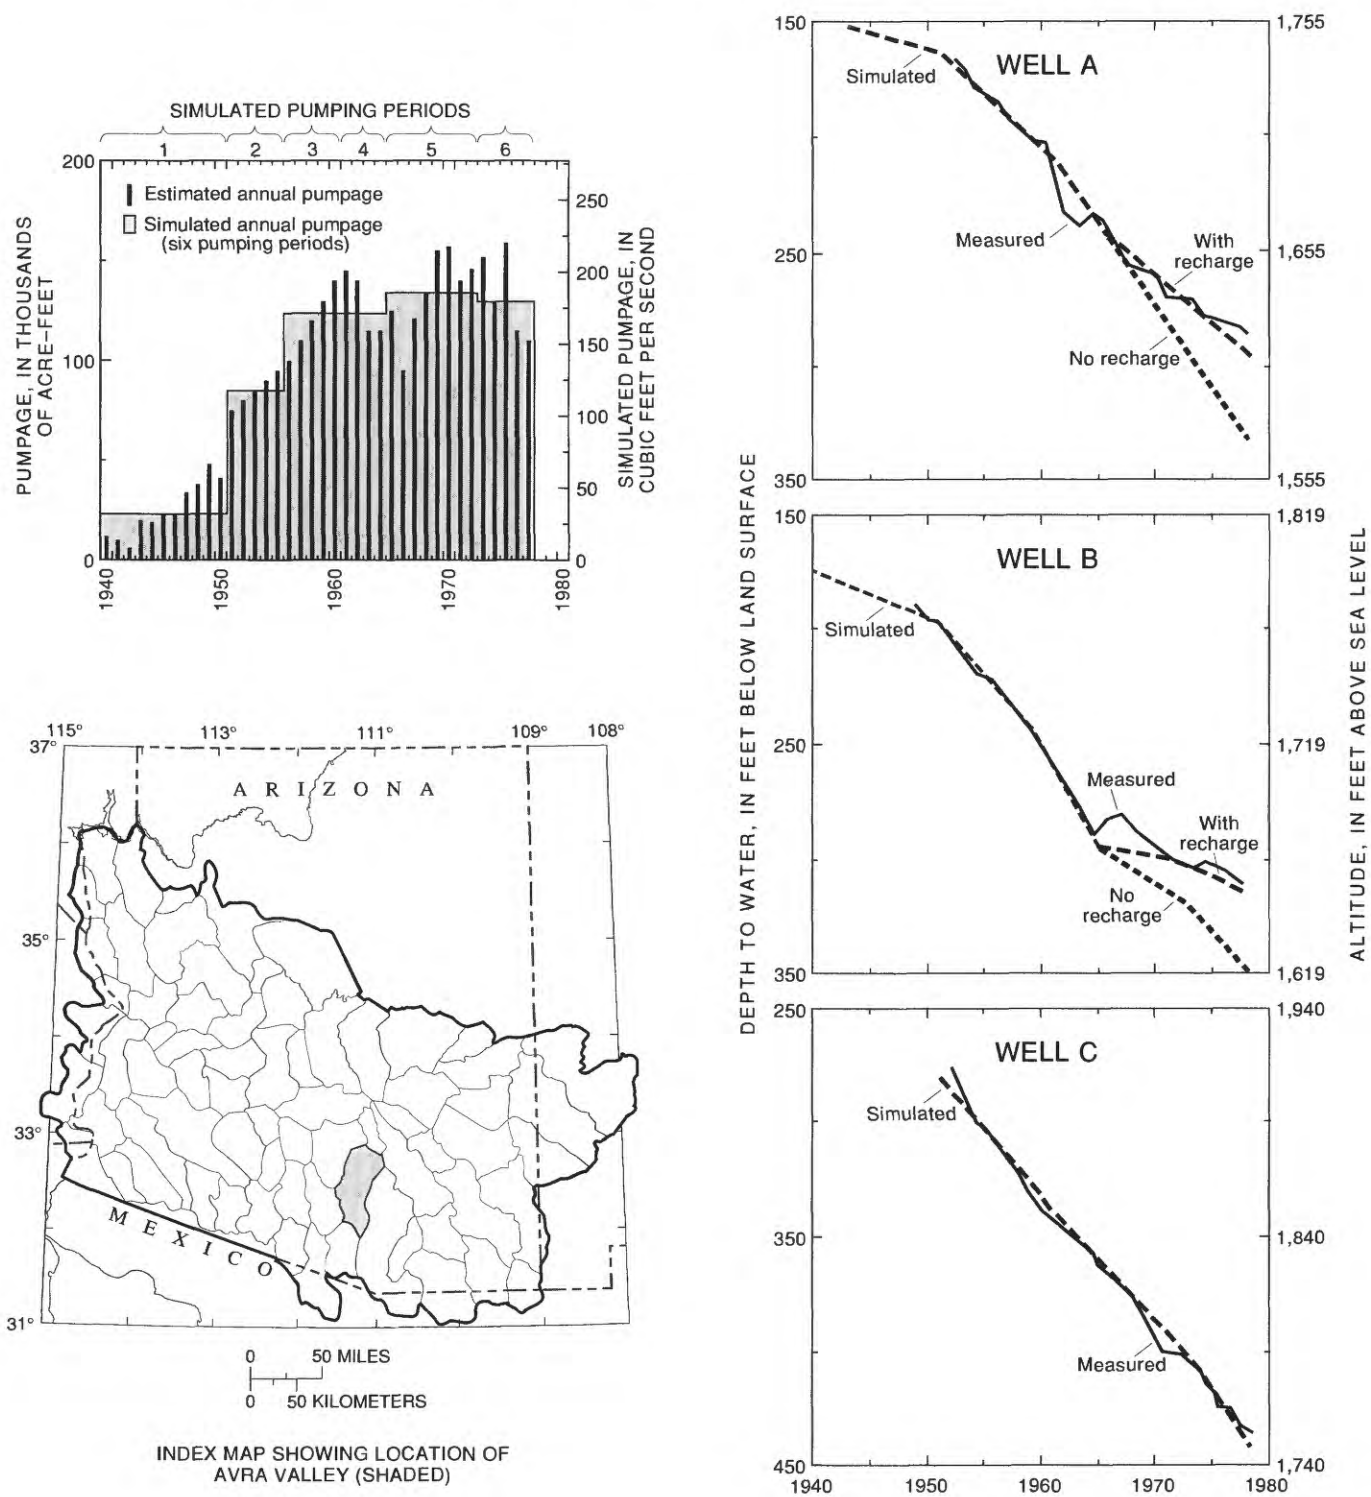 SIMULATED PUMPING PERIODS
1 2 3 4 5 6
PUMPAGE, IN THOUSANDS
OF ACRE–FEET
200
100
0
Estimated annual pumpage
Simulated annual pumpage
(six pumping periods)
250
200
150
100
50
0
SIMULATED PUMPAGE, IN
CUBIC FEET PER SECOND
1940 1950 1960 1970 1980
115° 113° 111° 109° 108°
37°
35°
33°
31°
ARIZONA
MEXICO
0 50 MILES
0 50 KILOMETERS
INDEX MAP SHOWING LOCATION OF
AVRA VALLEY (SHADED)
DEPTH TO WATER, IN FEET BELOW LAND SURFACE
ALTITUDE, IN FEET ABOVE SEA LEVEL
150 1,755
WELL A
Simulated
Measured
With
recharge
250 1,655
No recharge
350 1,555
150 1,819
WELL B
Simulated
250 1,719
Measured
With
recharge
No
recharge
350 1,619
250 1,940
WELL C
Simulated
350 1,840
Measured
450 1,740
1940 1950 1960 1970 1980